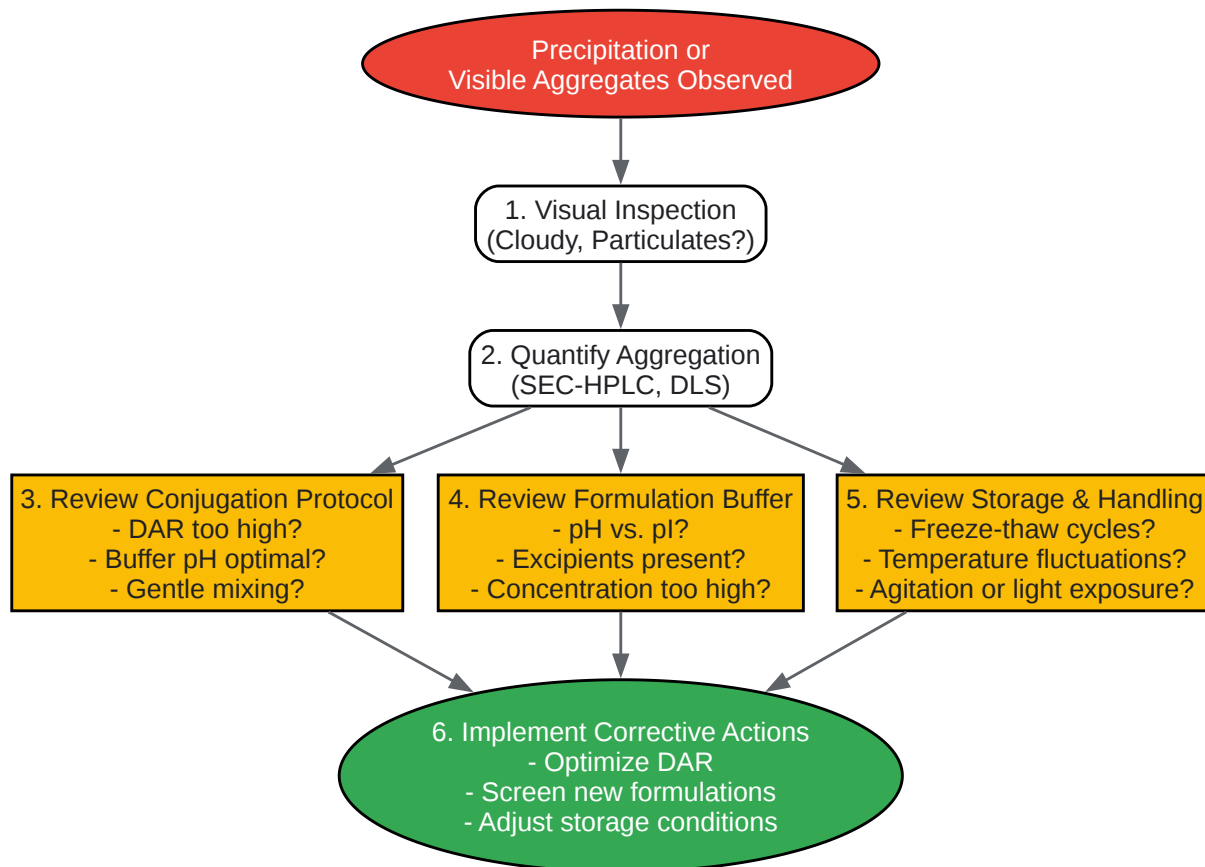 Precipitation or
Visible Aggregates Observed
1. Visual Inspection
(Cloudy, Particulates?)
2. Quantify Aggregation
(SEC-HPLC, DLS)
3. Review Conjugation Protocol
- DAR too high?
- Buffer pH optimal?
- Gentle mixing?
4. Review Formulation Buffer
- pH vs. pI?
- Excipients present?
- Concentration too high?
5. Review Storage & Handling
- Freeze-thaw cycles?
- Temperature fluctuations?
- Agitation or light exposure?
6. Implement Corrective Actions
- Optimize DAR
- Screen new formulations
- Adjust storage conditions